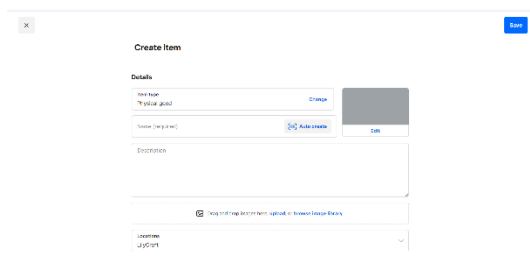 Save
Create item
Details
Item type
Physical good
Change
Name (required)
Auto create
Edit
Description
Drag and drop images here, upload, or browse image library
Locations
LilyCraft